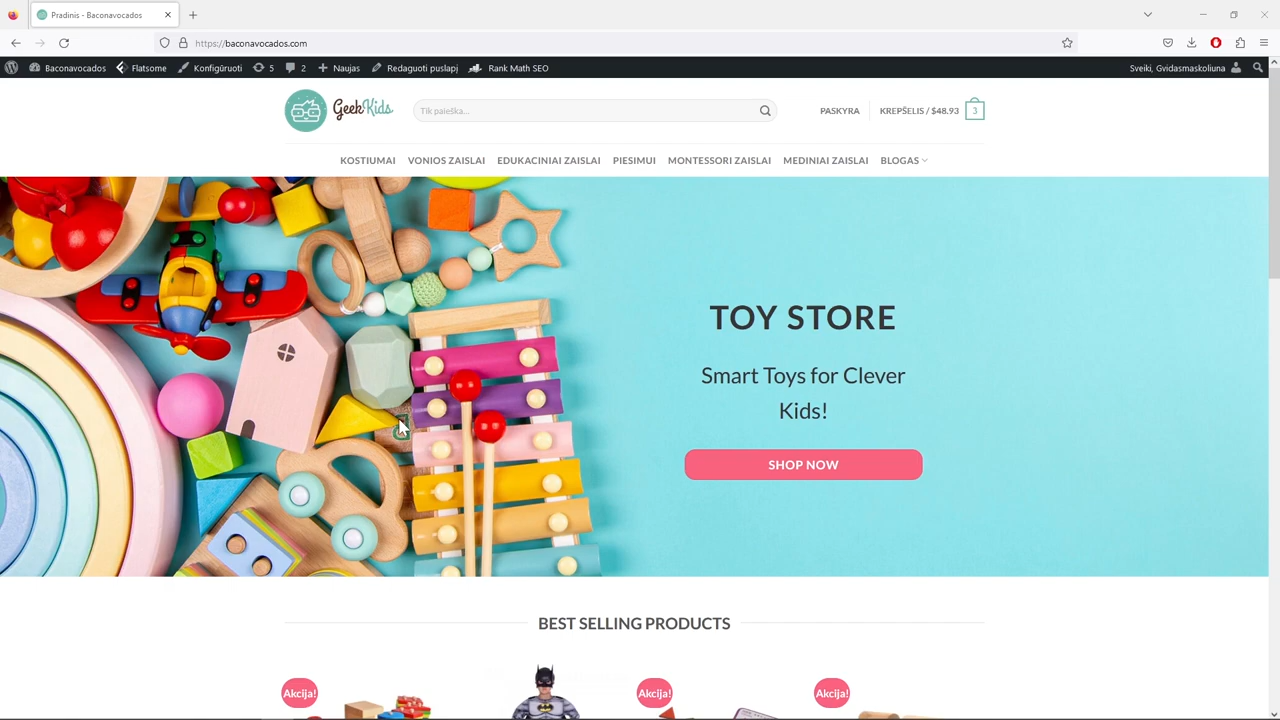 Pradinis - Baconavocados
https://baconavocados.com
Baconavocados Flatsome Konfigūruoti 5 2 Naujas Redaguoti puslapį Rank Math SEO Sveiki, Gvidasmaskoliuna
GeekKids Tik paieška... PASKYRA KREPŠELIS / $48.93 3
KOSTIUMAI VONIOS ZAISLAI EDUKACINIAI ZAISLAI PIESIMUI MONTESSORI ZAISLAI MEDINIAI ZAISLAI BLOGAS
TOY STORE
Smart Toys for Clever
Kids!
SHOP NOW
BEST SELLING PRODUCTS
Akcija! Akcija! Akcija!